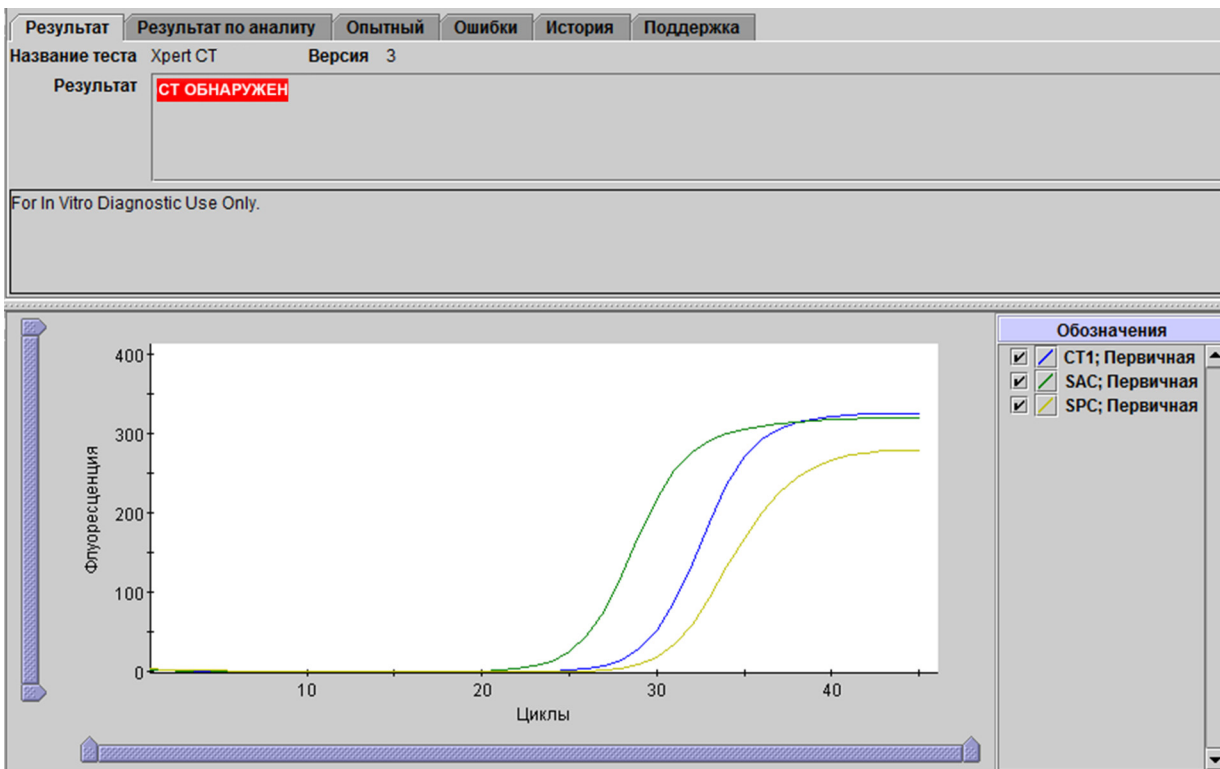 Результат Результат по аналиту Опытный Ошибки История Поддержка
Название теста Xpert CT Версия 3
Результат СТ ОБНАРУЖЕН
For In Vitro Diagnostic Use Only.
Обозначения
CT1; Первичная
SAC; Первичная
SPC; Первичная
400
300
200
100
0
Флуоресценция
10 20 30 40
Циклы